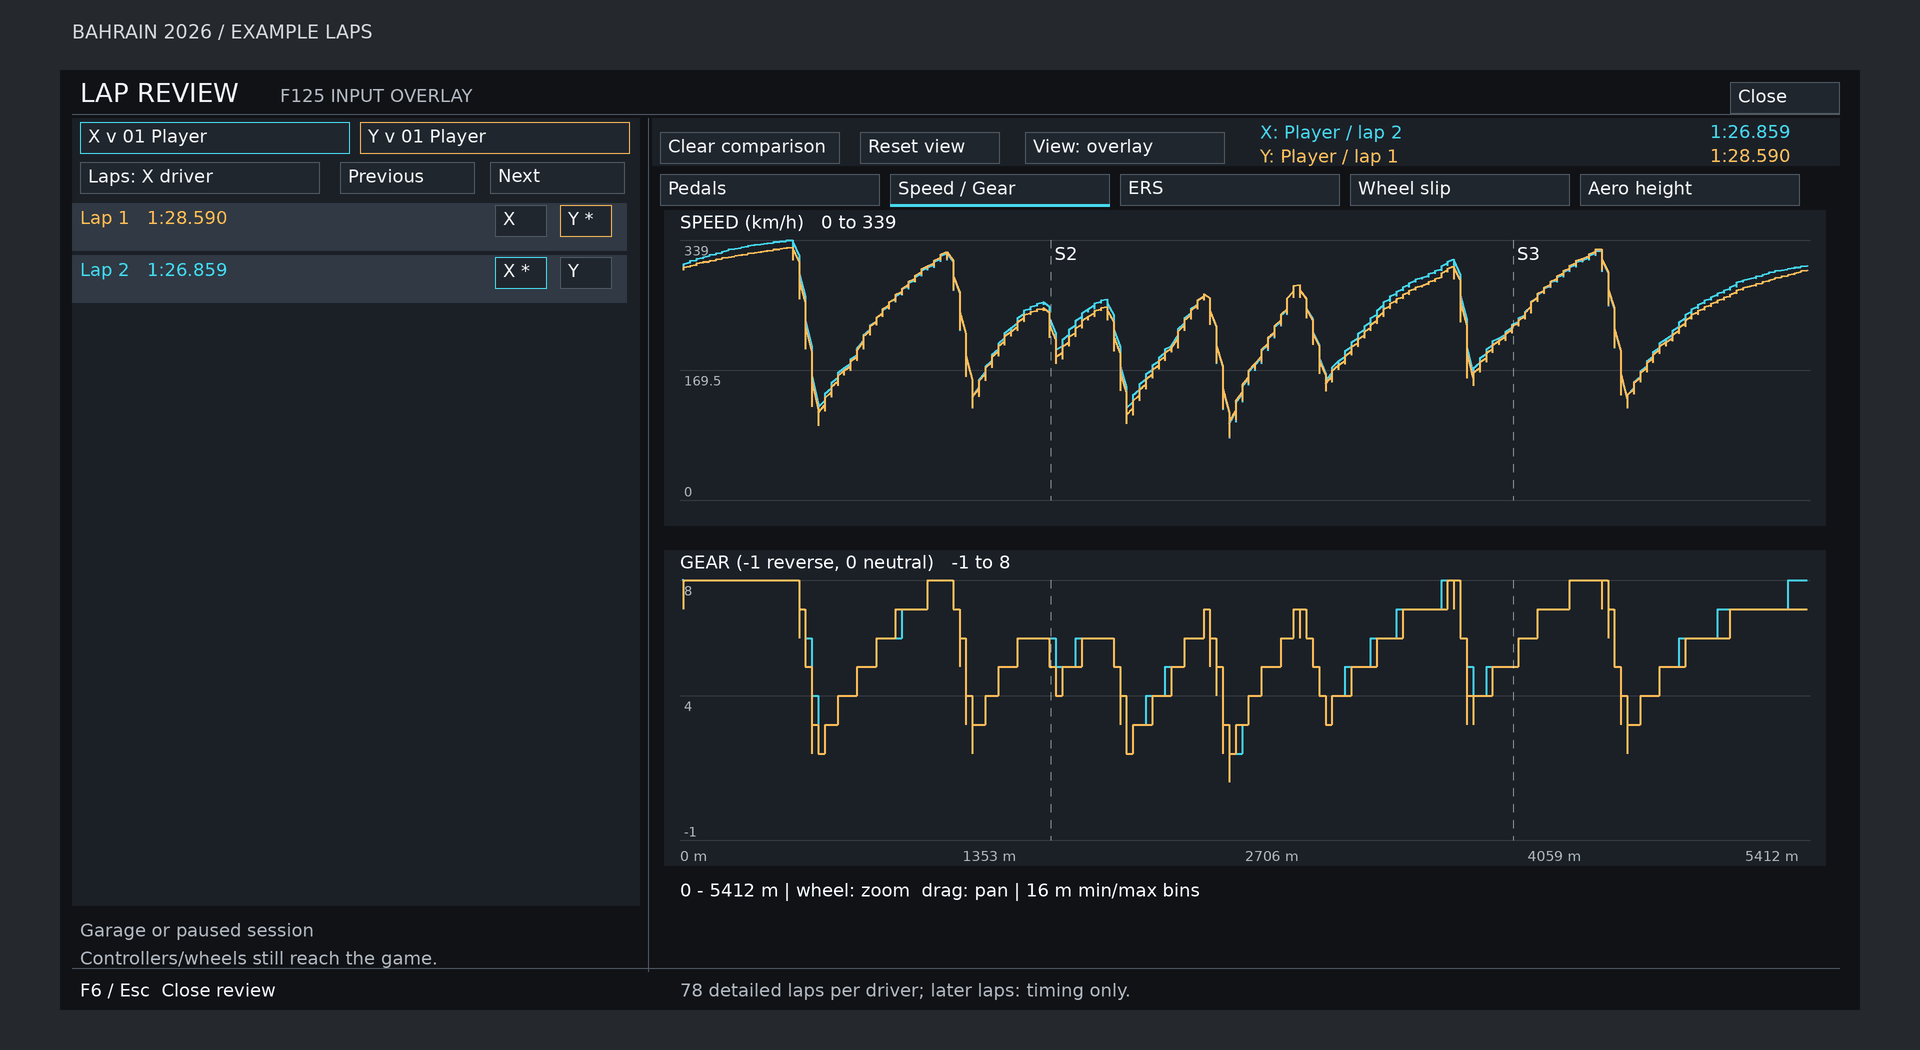 BAHRAIN 2026 / EXAMPLE LAPS
LAP REVIEW F125 INPUT OVERLAY
Close
X v 01 Player
Y v 01 Player
Laps: X driver
Previous
Next
Lap 1 1:28.590 X Y *
Lap 2 1:26.859 X * Y
Garage or paused session
Controllers/wheels still reach the game.
F6 / Esc Close review
Clear comparison
Reset view
View: overlay
X: Player / lap 2 1:26.859
Y: Player / lap 1 1:28.590
Pedals
Speed / Gear
ERS
Wheel slip
Aero height
SPEED (km/h) 0 to 339
339
S2
S3
169.5
0
GEAR (-1 reverse, 0 neutral) -1 to 8
8
4
-1
0 m 1353 m 2706 m 4059 m 5412 m
0 - 5412 m | wheel: zoom drag: pan | 16 m min/max bins
78 detailed laps per driver; later laps: timing only.